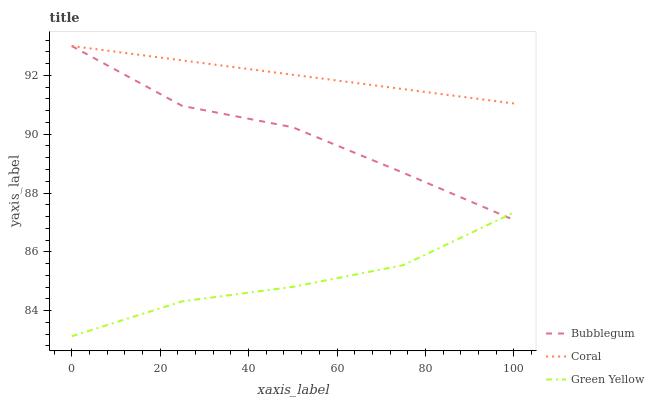 title
92
90
88
86
84
yaxis_label
0 20 40 60 80 100
xaxis_label
Bubblegum
Coral
Green Yellow